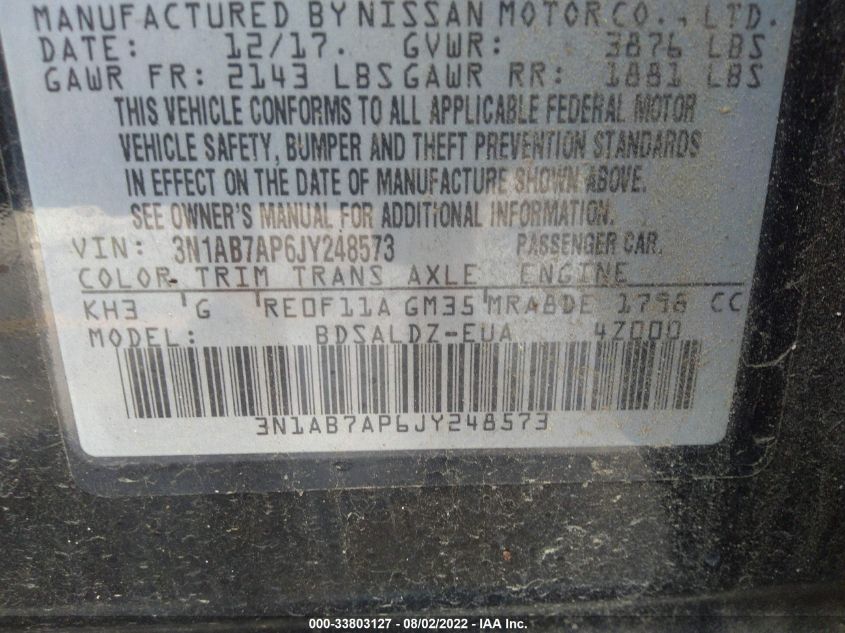 MANUFACTURED BY NISSAN MOTOR CO., LTD.
DATE: 12/17. GVWR: 3876 LBS
GAWR FR: 2143 LBS GAWR RR: 1881 LBS
THIS VEHICLE CONFORMS TO ALL APPLICABLE FEDERAL MOTOR
VEHICLE SAFETY, BUMPER AND THEFT PREVENTION STANDARDS
IN EFFECT ON THE DATE OF MANUFACTURE SHOWN ABOVE.
SEE OWNER'S MANUAL FOR ADDITIONAL INFORMATION.
VIN: 3N1AB7AP6JY248573 PASSENGER CAR.
COLOR TRIM TRANS AXLE ENGINE
KH3 G RE0F11A GM35 MRA8DE 1798 CC
MODEL: BDSALDZ-EUA 4Z000
3N1AB7AP6JY248573
000-33803127 - 08/02/2022 - IAA Inc.